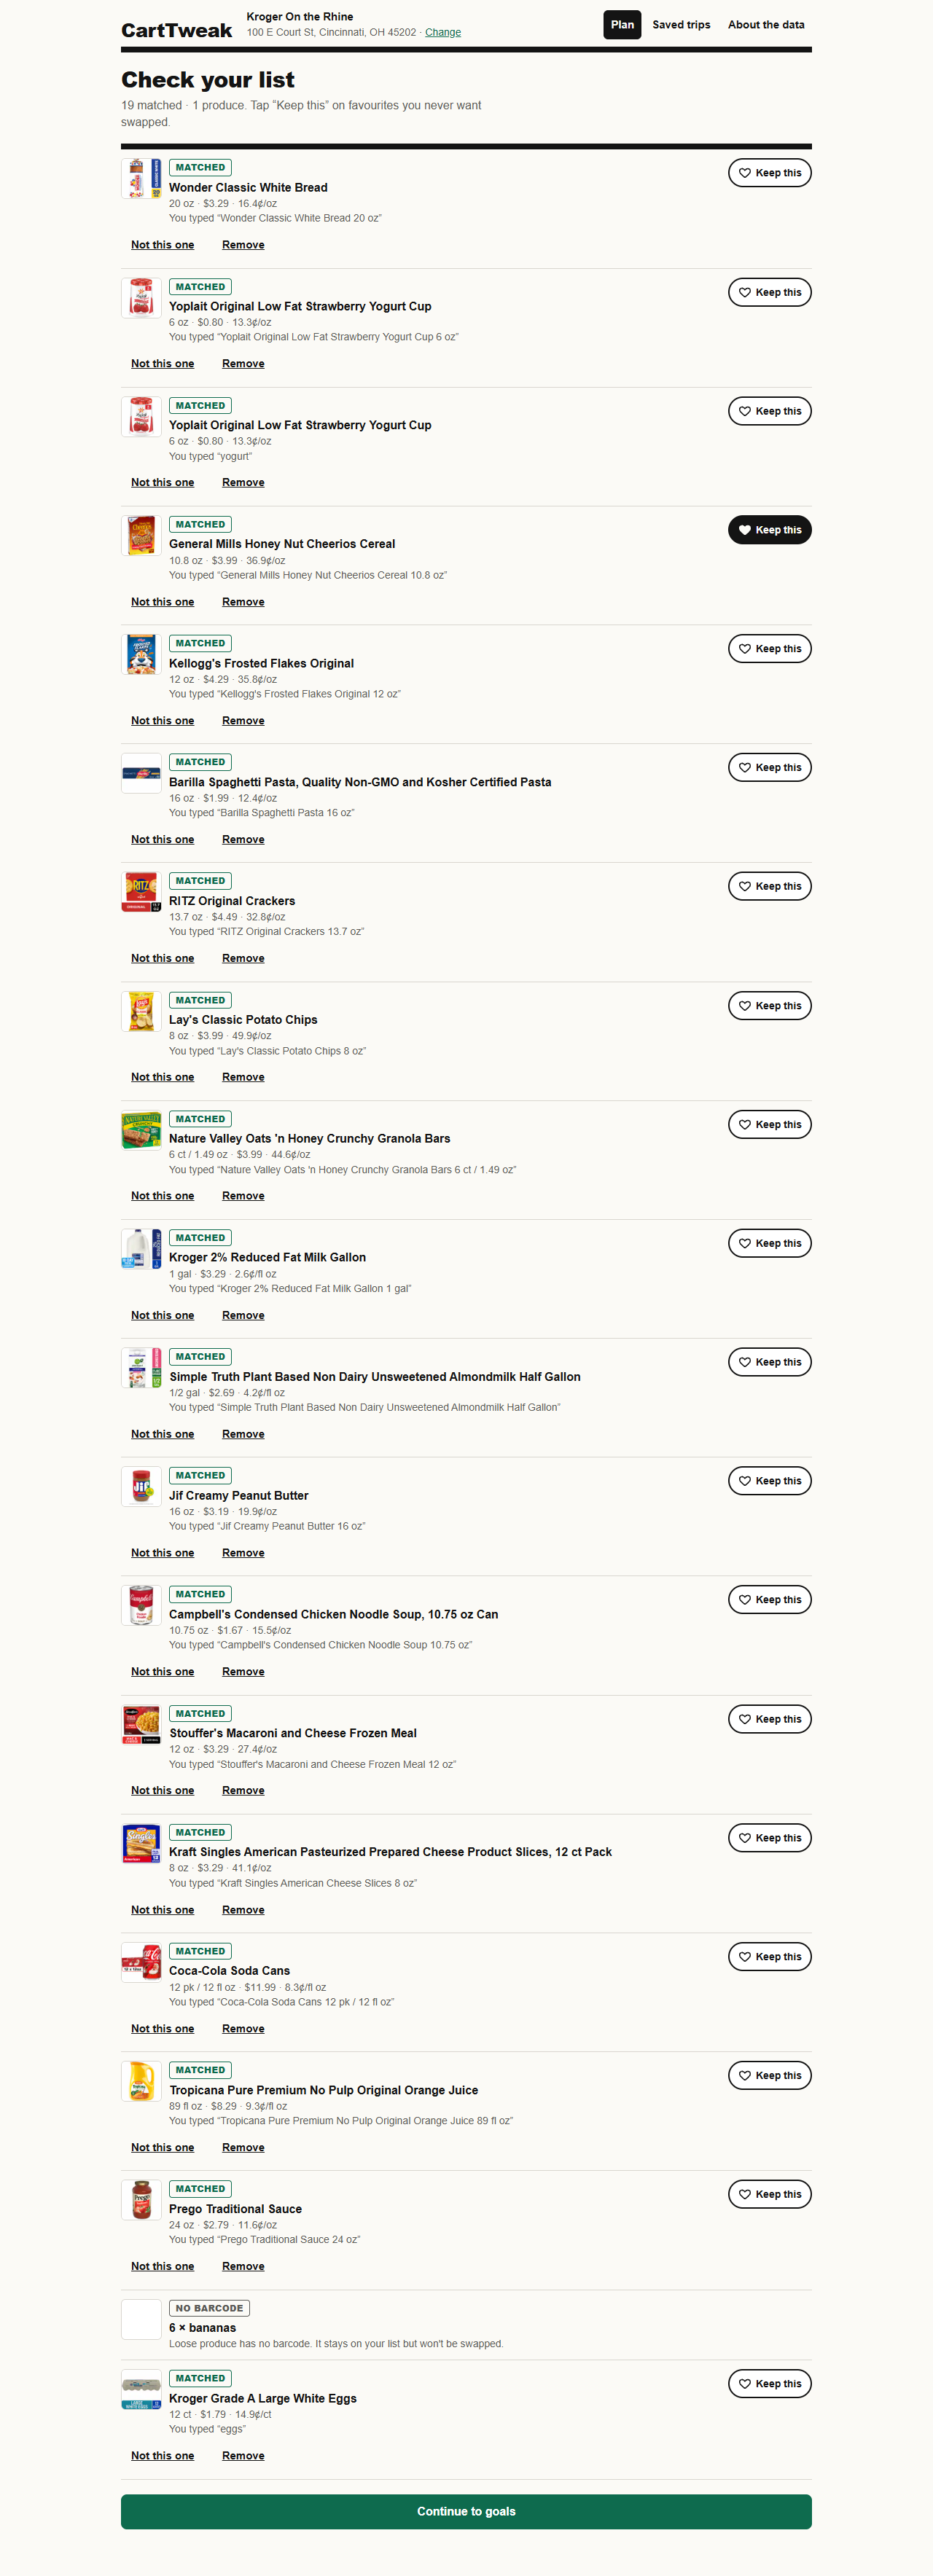 CartTweak
Kroger On the Rhine
100 E Court St, Cincinnati, OH 45202 · Change
Plan
Saved trips
About the data
Check your list
19 matched · 1 produce. Tap “Keep this” on favourites you never want
swapped.
MATCHED
Keep this
Wonder Classic White Bread
20 oz · $3.29 · 16.4¢/oz
You typed “Wonder Classic White Bread 20 oz”
Not this one Remove
MATCHED
Keep this
Yoplait Original Low Fat Strawberry Yogurt Cup
6 oz · $0.80 · 13.3¢/oz
You typed “Yoplait Original Low Fat Strawberry Yogurt Cup 6 oz”
Not this one Remove
MATCHED
Keep this
Yoplait Original Low Fat Strawberry Yogurt Cup
6 oz · $0.80 · 13.3¢/oz
You typed “yogurt”
Not this one Remove
MATCHED
Keep this
General Mills Honey Nut Cheerios Cereal
10.8 oz · $3.99 · 36.9¢/oz
You typed “General Mills Honey Nut Cheerios Cereal 10.8 oz”
Not this one Remove
MATCHED
Keep this
Kellogg's Frosted Flakes Original
12 oz · $4.29 · 35.8¢/oz
You typed “Kellogg's Frosted Flakes Original 12 oz”
Not this one Remove
MATCHED
Keep this
Barilla Spaghetti Pasta, Quality Non-GMO and Kosher Certified Pasta
16 oz · $1.99 · 12.4¢/oz
You typed “Barilla Spaghetti Pasta 16 oz”
Not this one Remove
RITZ
MATCHED
Keep this
RITZ Original Crackers
13.7 oz · $4.49 · 32.8¢/oz
You typed “RITZ Original Crackers 13.7 oz”
Not this one Remove
MATCHED
Keep this
Lay's Classic Potato Chips
8 oz · $3.99 · 49.9¢/oz
You typed “Lay's Classic Potato Chips 8 oz”
Not this one Remove
MATCHED
Keep this
Nature Valley Oats 'n Honey Crunchy Granola Bars
6 ct / 1.49 oz · $3.99 · 44.6¢/oz
You typed “Nature Valley Oats 'n Honey Crunchy Granola Bars 6 ct / 1.49 oz”
Not this one Remove
MATCHED
Keep this
Kroger 2% Reduced Fat Milk Gallon
1 gal · $3.29 · 2.6¢/fl oz
You typed “Kroger 2% Reduced Fat Milk Gallon 1 gal”
Not this one Remove
MATCHED
Keep this
Simple Truth Plant Based Non Dairy Unsweetened Almondmilk Half Gallon
1/2 gal · $2.69 · 4.2¢/fl oz
You typed “Simple Truth Plant Based Non Dairy Unsweetened Almondmilk Half Gallon”
Not this one Remove
Jif
MATCHED
Keep this
Jif Creamy Peanut Butter
16 oz · $3.19 · 19.9¢/oz
You typed “Jif Creamy Peanut Butter 16 oz”
Not this one Remove
MATCHED
Keep this
Campbell's Condensed Chicken Noodle Soup, 10.75 oz Can
10.75 oz · $1.67 · 15.5¢/oz
You typed “Campbell's Condensed Chicken Noodle Soup 10.75 oz”
Not this one Remove
MATCHED
Keep this
Stouffer's Macaroni and Cheese Frozen Meal
12 oz · $3.29 · 27.4¢/oz
You typed “Stouffer's Macaroni and Cheese Frozen Meal 12 oz”
Not this one Remove
Singles
MATCHED
Keep this
Kraft Singles American Pasteurized Prepared Cheese Product Slices, 12 ct Pack
8 oz · $3.29 · 41.1¢/oz
You typed “Kraft Singles American Cheese Slices 8 oz”
Not this one Remove
MATCHED
Keep this
Coca-Cola Soda Cans
12 pk / 12 fl oz · $11.99 · 8.3¢/fl oz
You typed “Coca-Cola Soda Cans 12 pk / 12 fl oz”
Not this one Remove
MATCHED
Keep this
Tropicana Pure Premium No Pulp Original Orange Juice
89 fl oz · $8.29 · 9.3¢/fl oz
You typed “Tropicana Pure Premium No Pulp Original Orange Juice 89 fl oz”
Not this one Remove
Prego
MATCHED
Keep this
Prego Traditional Sauce
24 oz · $2.79 · 11.6¢/oz
You typed “Prego Traditional Sauce 24 oz”
Not this one Remove
NO BARCODE
6 × bananas
Loose produce has no barcode. It stays on your list but won't be swapped.
MATCHED
Keep this
Kroger Grade A Large White Eggs
12 ct · $1.79 · 14.9¢/ct
You typed “eggs”
Not this one Remove
Continue to goals